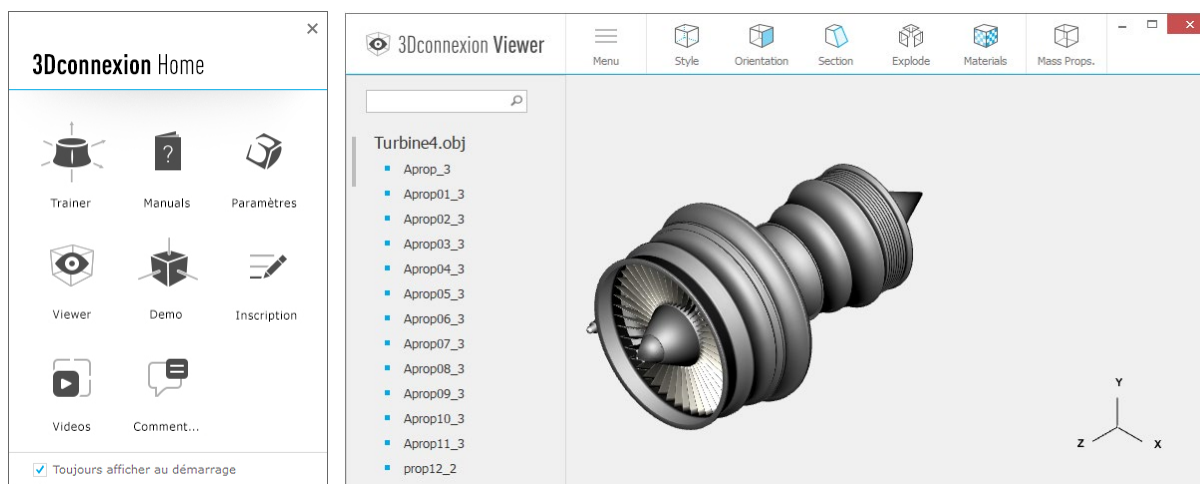 3Dconnexion Home
Trainer
Manuals
Paramètres
?
Viewer
Demo
Inscription
Videos
Comment...
Toujours afficher au démarrage
3Dconnexion Viewer
Menu
Style
Orientation
Section
Explode
Materials
Mass Props.
Turbine4.obj
Aprop_3
Aprop01_3
Aprop02_3
Aprop03_3
Aprop04_3
Aprop05_3
Aprop06_3
Aprop07_3
Aprop08_3
Aprop09_3
Aprop10_3
Aprop11_3
prop12_2
Y
Z
X